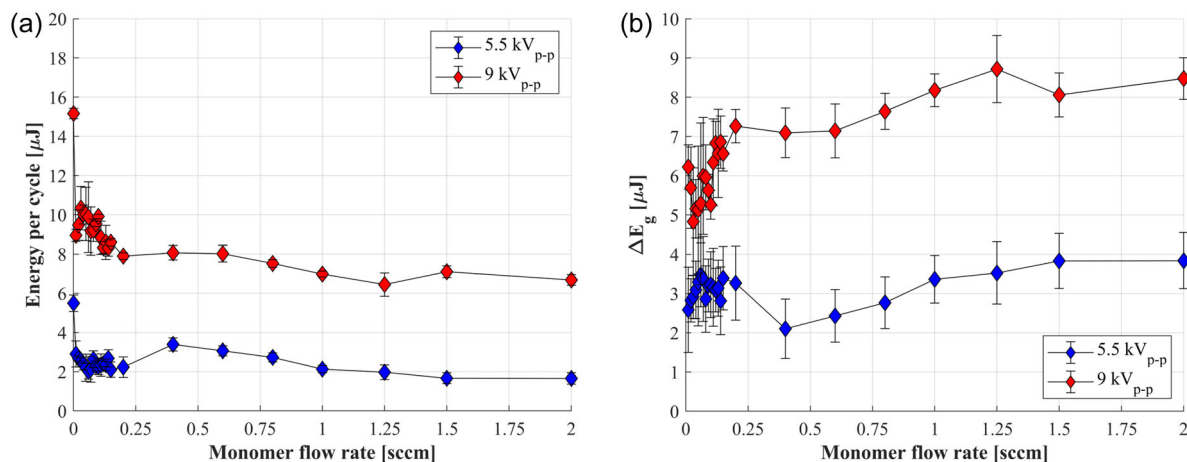 (a)
Energy per cycle [μJ]
20
18
16
14
12
10
8
6
4
2
0
5.5 kVp-p
9 kVp-p
0 0.25 0.5 0.75 1 1.25 1.5 1.75 2
Monomer flow rate [sccm]
(b)
ΔEg [μJ]
10
9
8
7
6
5
4
3
2
1
0
5.5 kVp-p
9 kVp-p
0 0.25 0.5 0.75 1 1.25 1.5 1.75 2
Monomer flow rate [sccm]